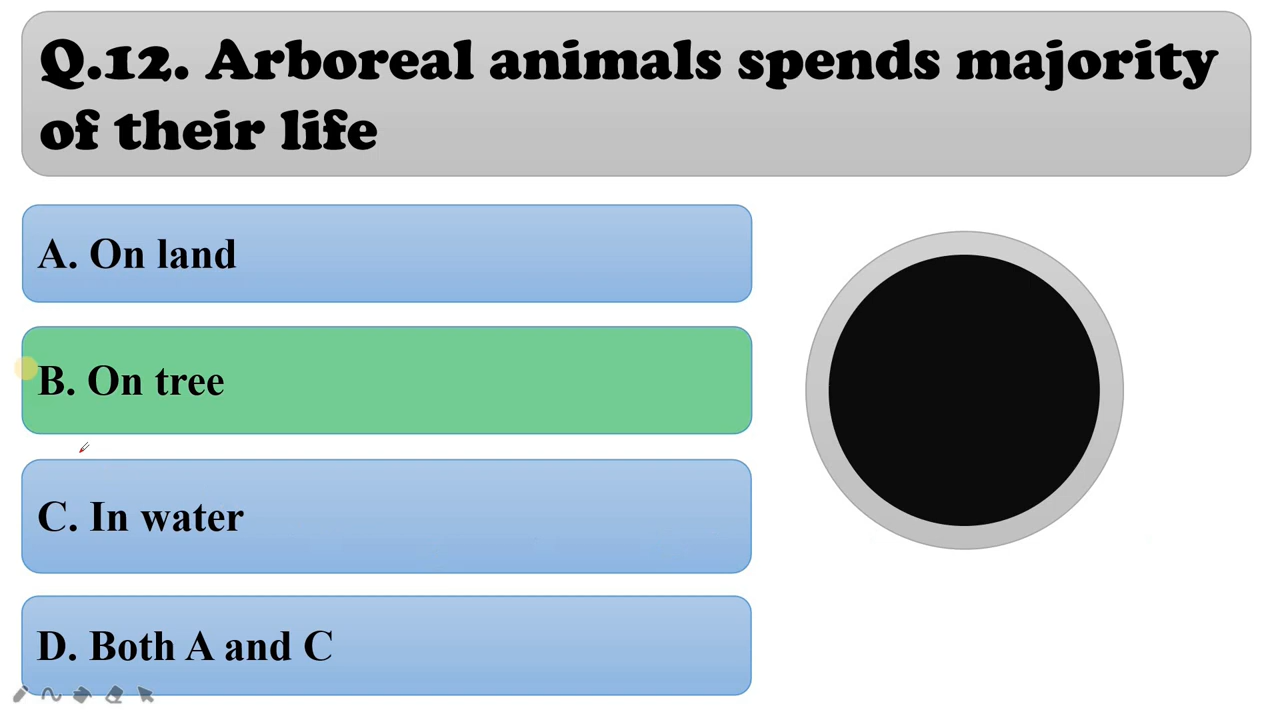 Q.12. Arboreal animals spends majority
of their life
A. On land
B. On tree
C. In water
D. Both A and C